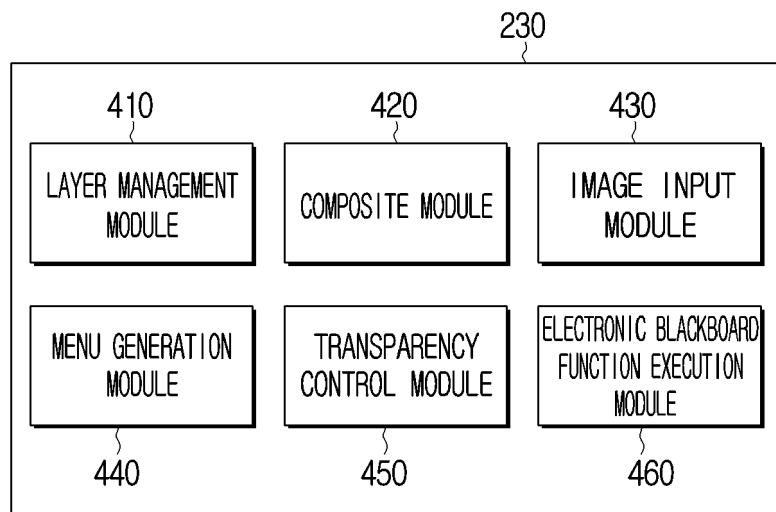 230
410
420
430
LAYER MANAGEMENT
MODULE
COMPOSITE MODULE
IMAGE INPUT
MODULE
MENU GENERATION
MODULE
TRANSPARENCY
CONTROL MODULE
ELECTRONIC BLACKBOARD
FUNCTION EXECUTION
MODULE
440
450
460